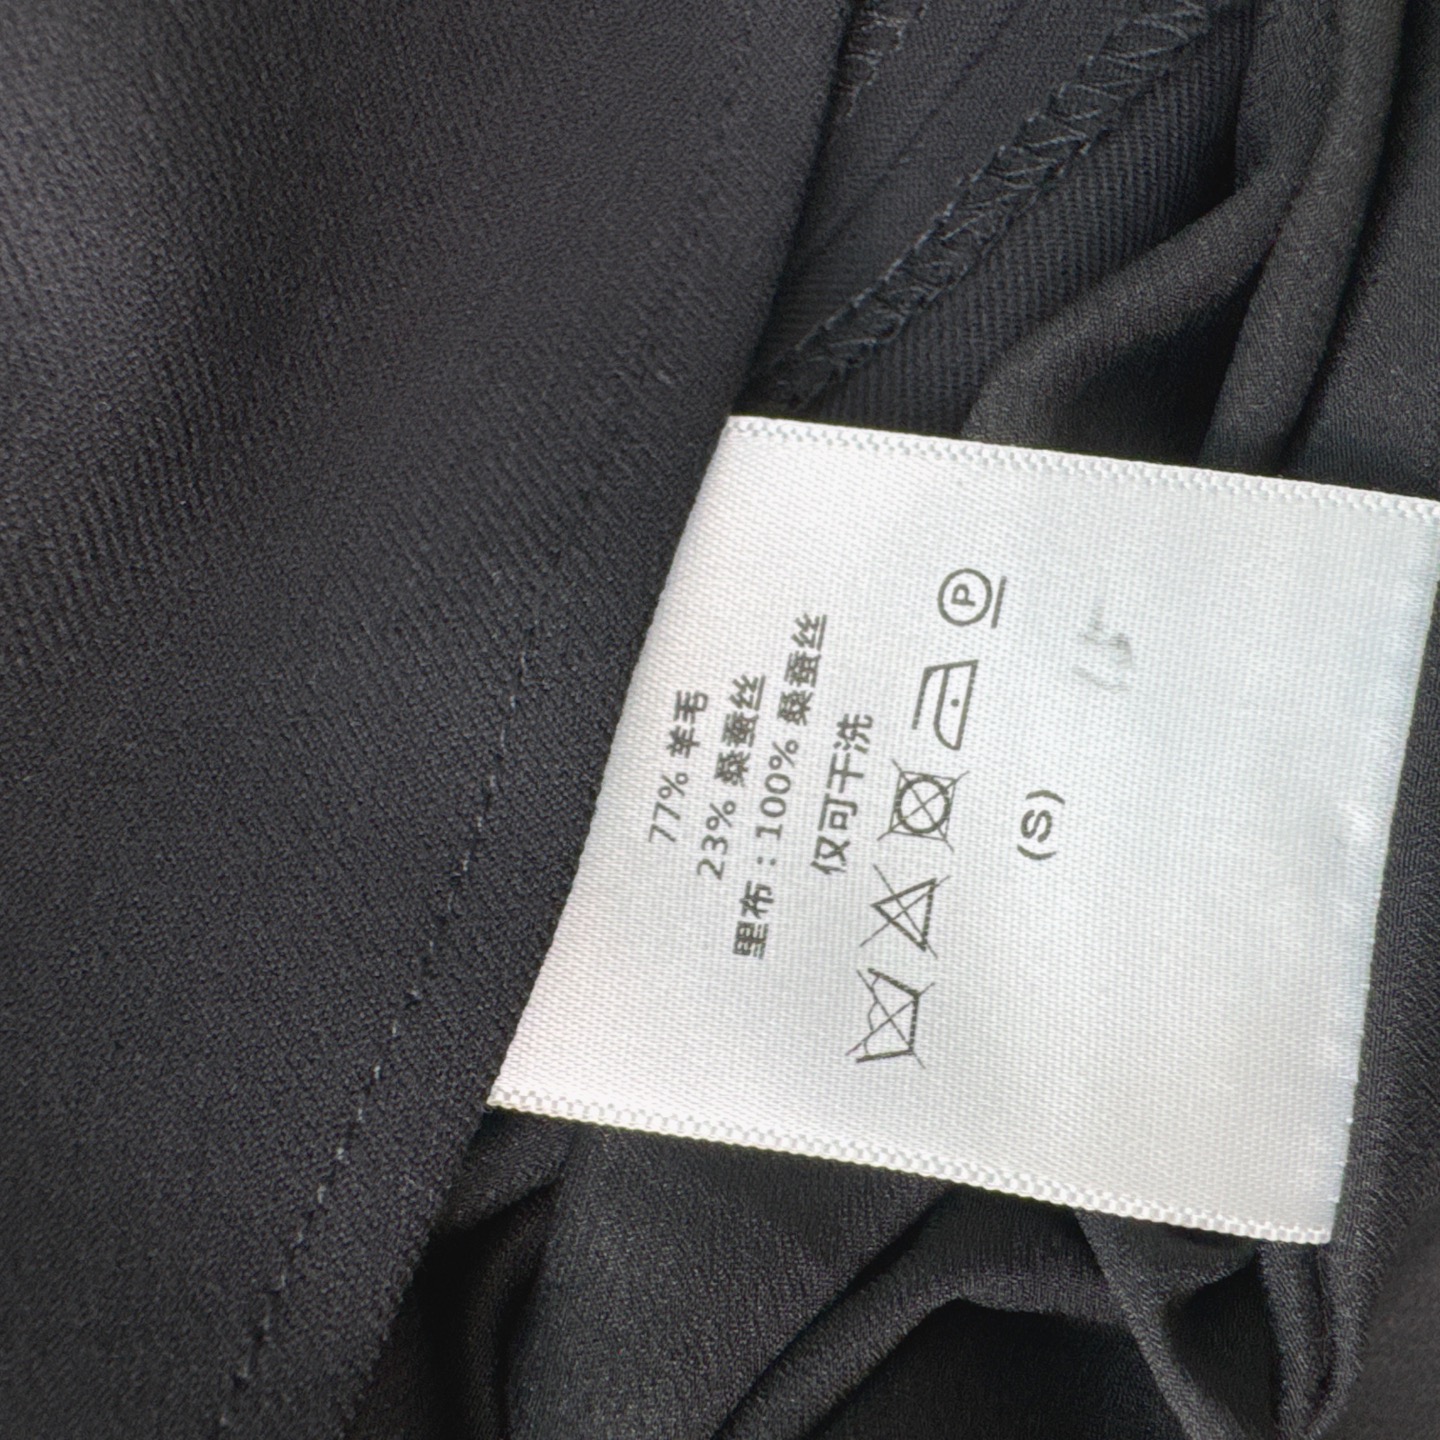 77% 羊毛
23% 桑蚕丝
里布：100% 桑蚕丝
仅可干洗
P
(S)